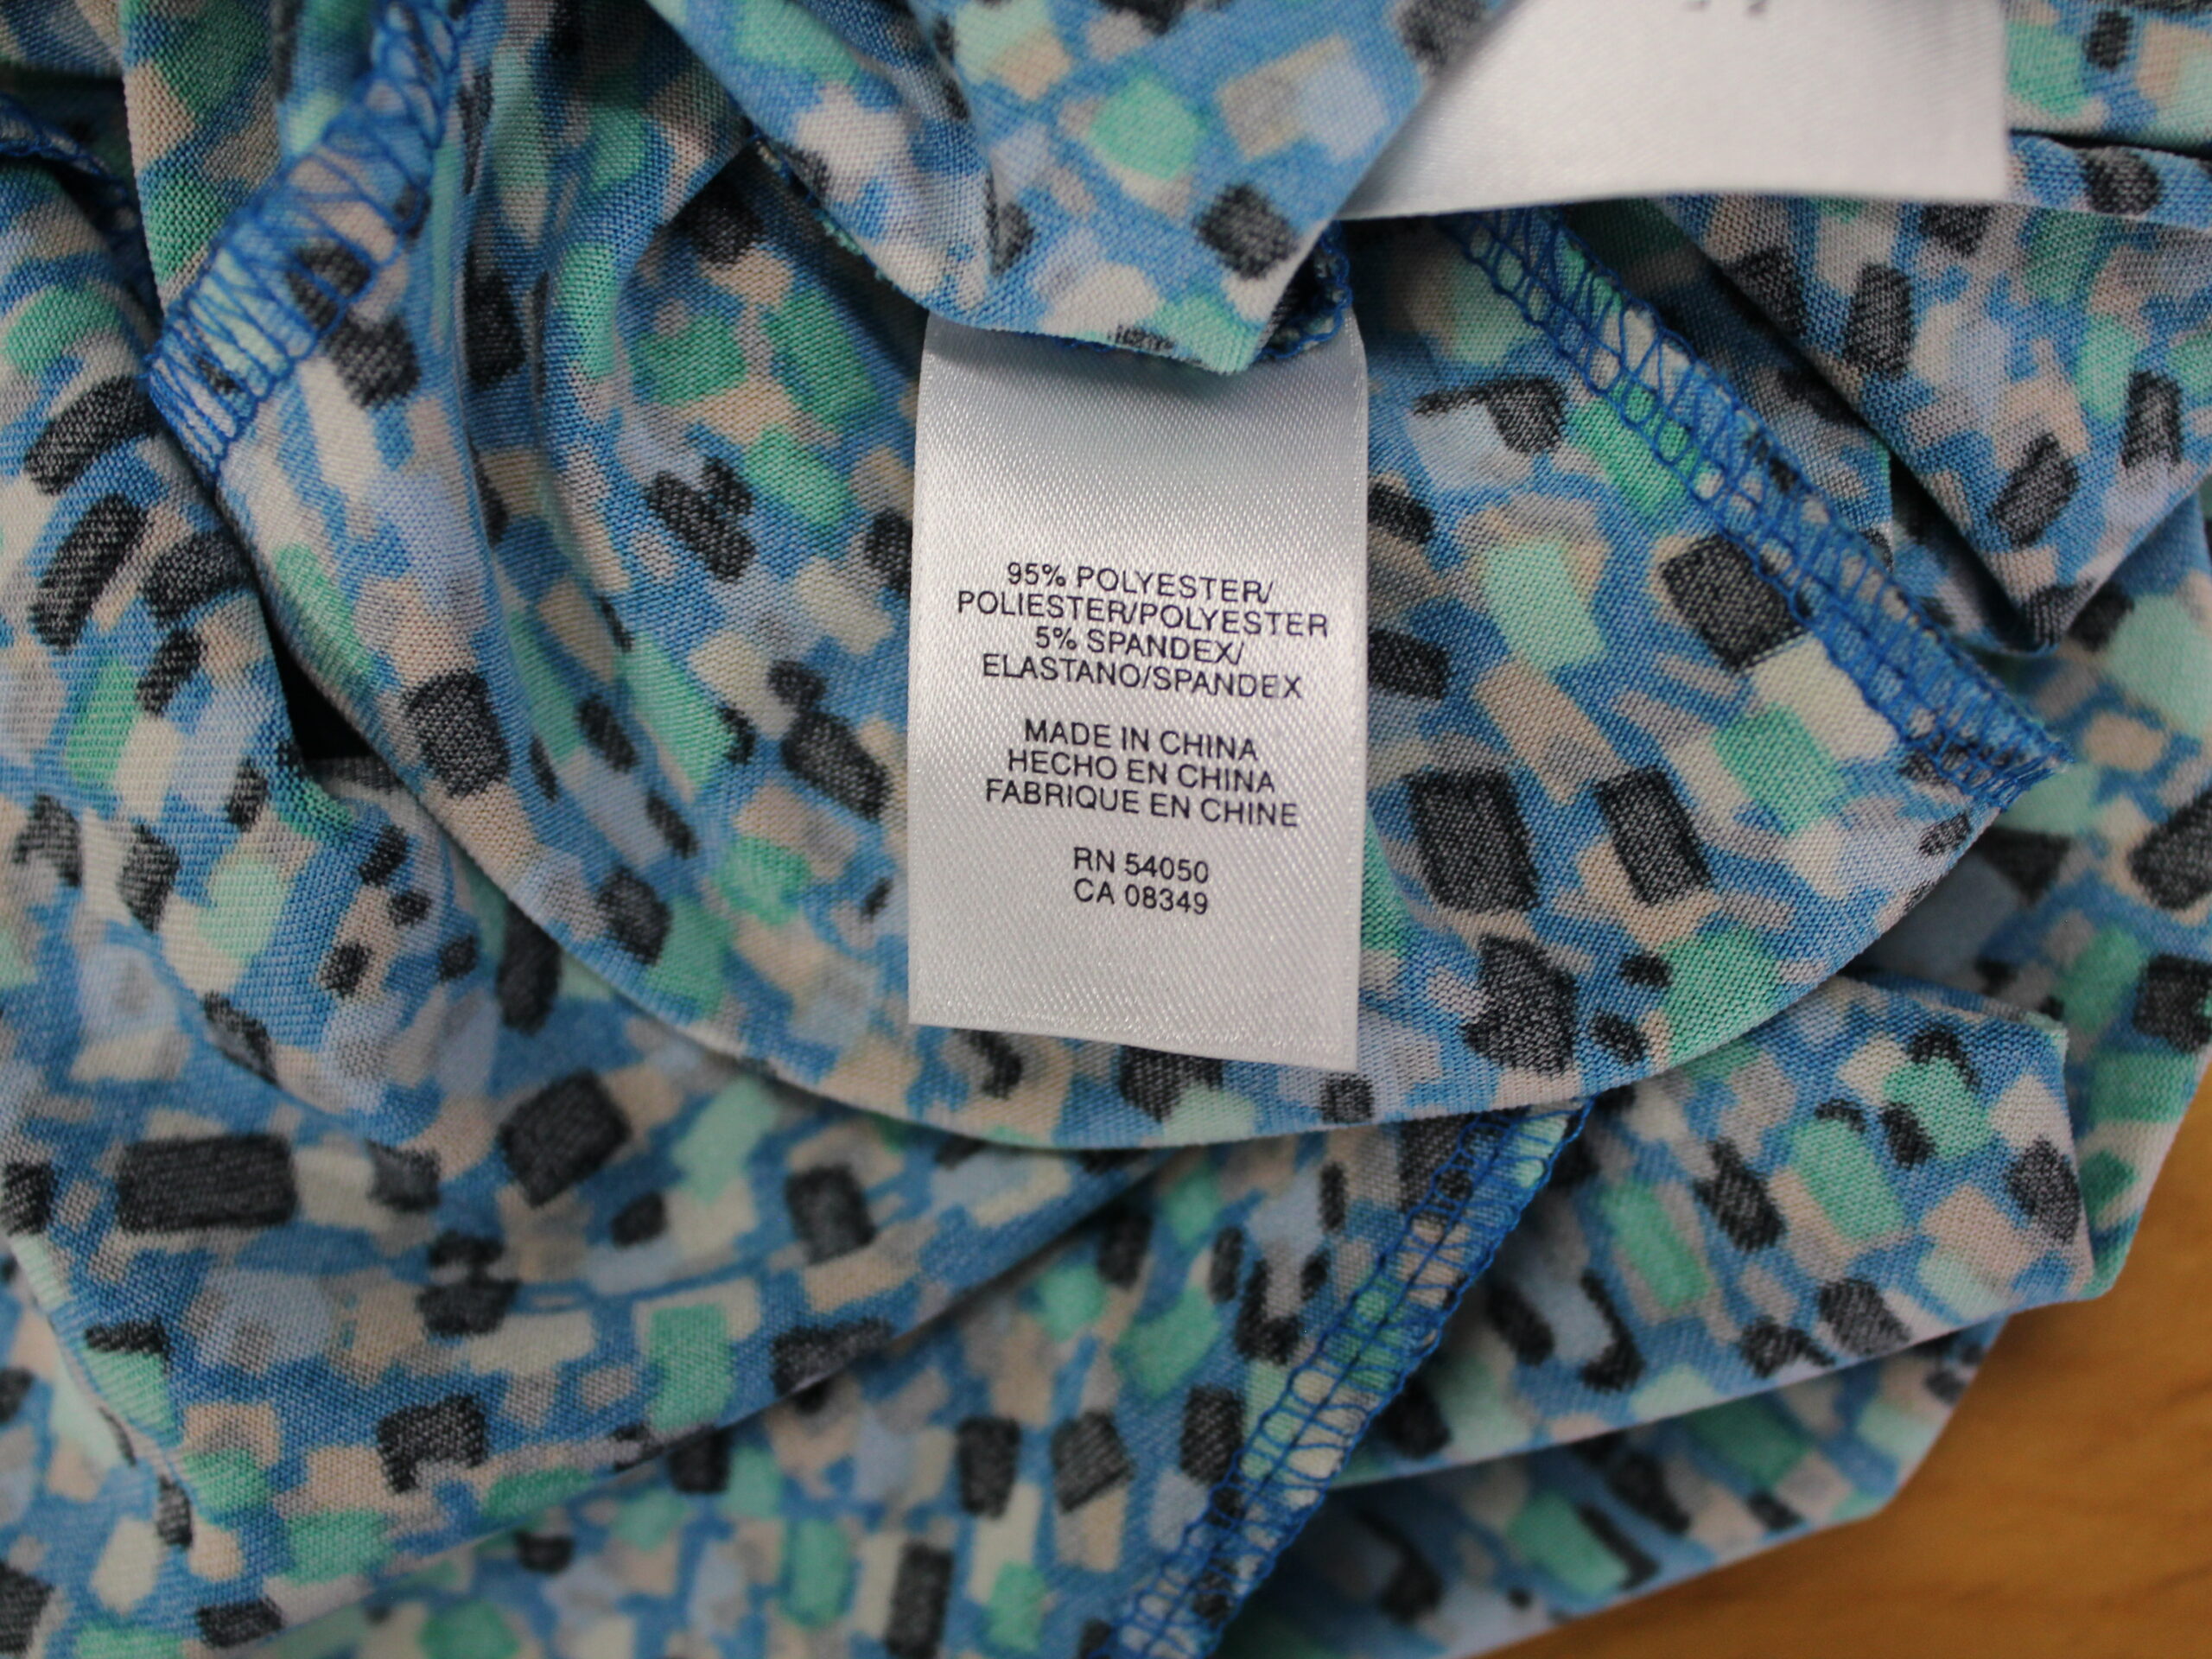 95% POLYESTER/
POLIESTER/POLYESTER
5% SPANDEX/
ELASTANO/SPANDEX
MADE IN CHINA
HECHO EN CHINA
FABRIQUE EN CHINE
RN 54050
CA 08349